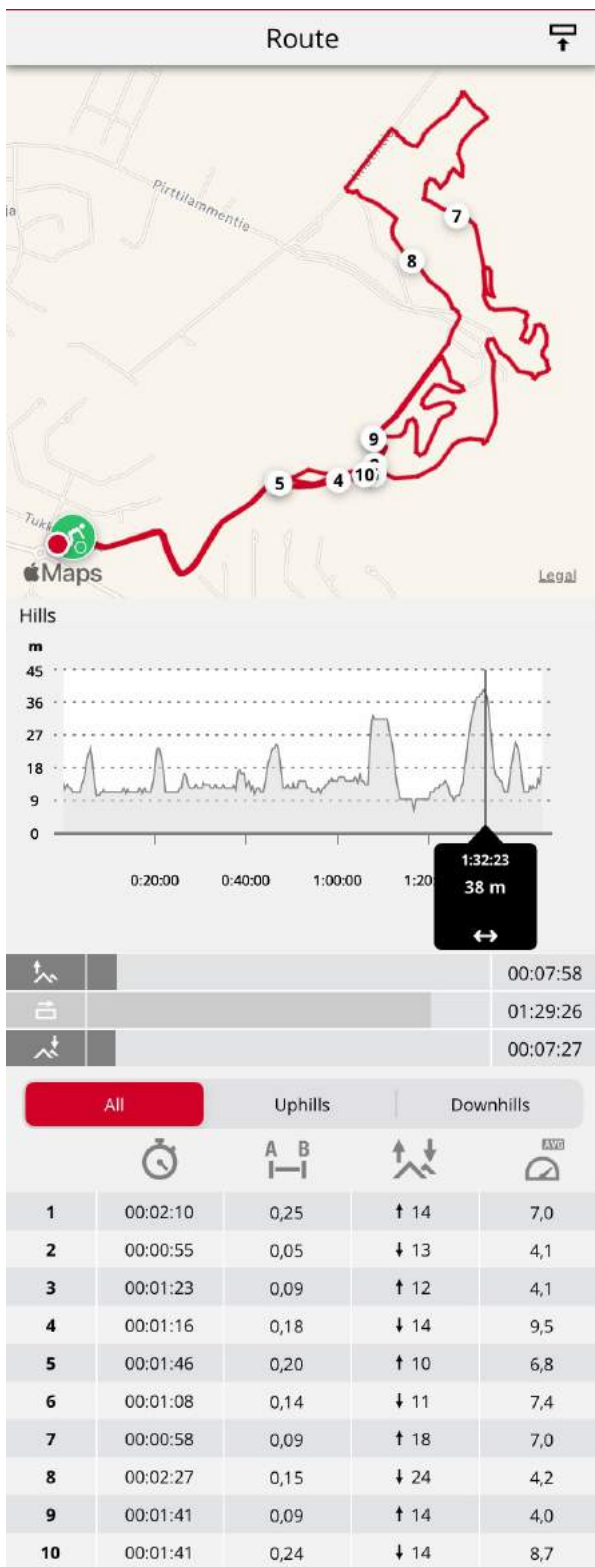 Route
ja
Pirttilammentie
7
8
9
5
4
10
Maps
Legal
Hills
m
45
36
27
18
9
0
0:20:00 0:40:00 1:00:00 1:20
1:32:23
38 m
00:07:58
01:29:26
00:07:27
All Uphills Downhills
A B
AVG
1 00:02:10 0,25 ↑ 14 7,0
2 00:00:55 0,05 ↓ 13 4,1
3 00:01:23 0,09 ↑ 12 4,1
4 00:01:16 0,18 ↓ 14 9,5
5 00:01:46 0,20 ↑ 10 6,8
6 00:01:08 0,14 ↓ 11 7,4
7 00:00:58 0,09 ↑ 18 7,0
8 00:02:27 0,15 ↓ 24 4,2
9 00:01:41 0,09 ↑ 14 4,0
10 00:01:41 0,24 ↓ 14 8,7